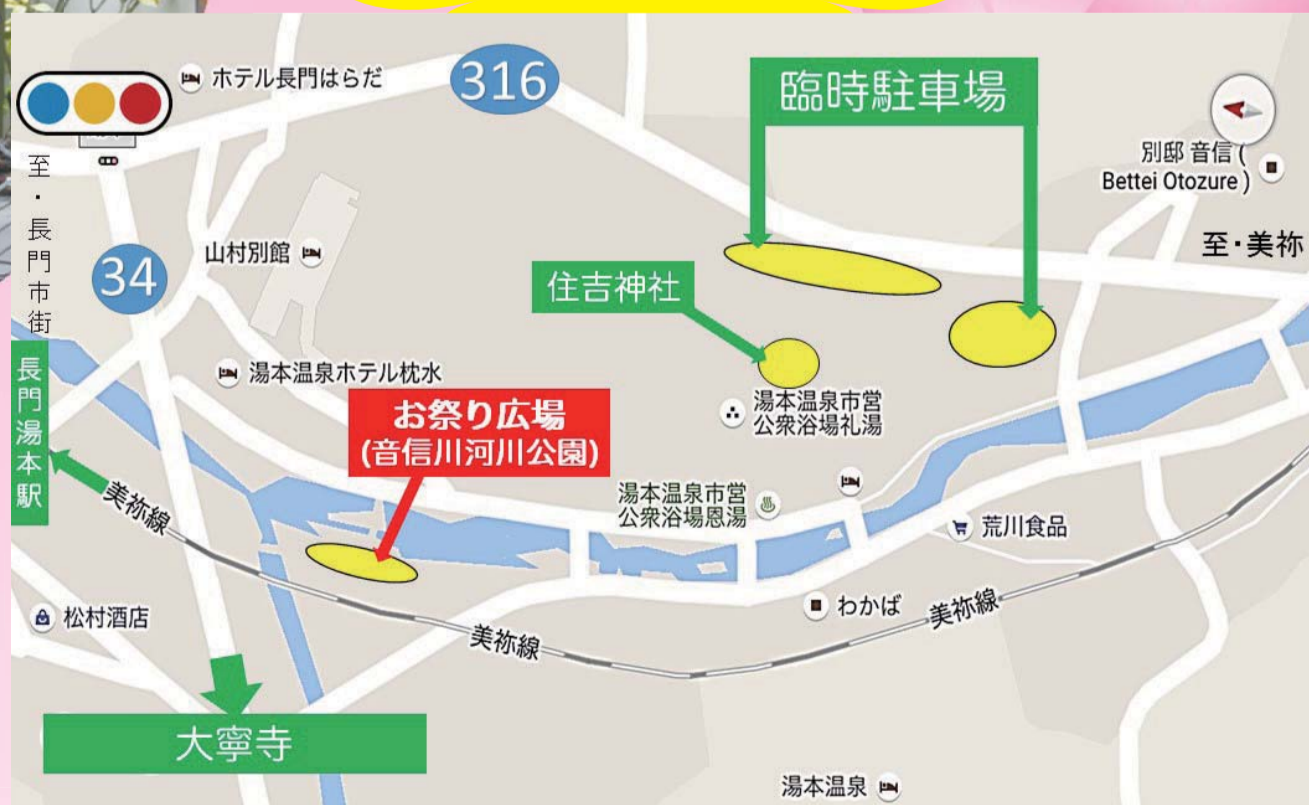 ホテル長門はらだ
316
臨時駐車場
別邸 音信 (
Bettei Otozure )
至・美祢
至・長門市街
34
山村別館
住吉神社
湯本温泉ホテル枕水
お祭り広場
(音信川河川公園)
湯本温泉市営
公衆浴場礼湯
長門湯本駅
美祢線
湯本温泉市営
公衆浴場恩湯
荒川食品
松村酒店
美祢線
わかば
美祢線
大寧寺
湯本温泉